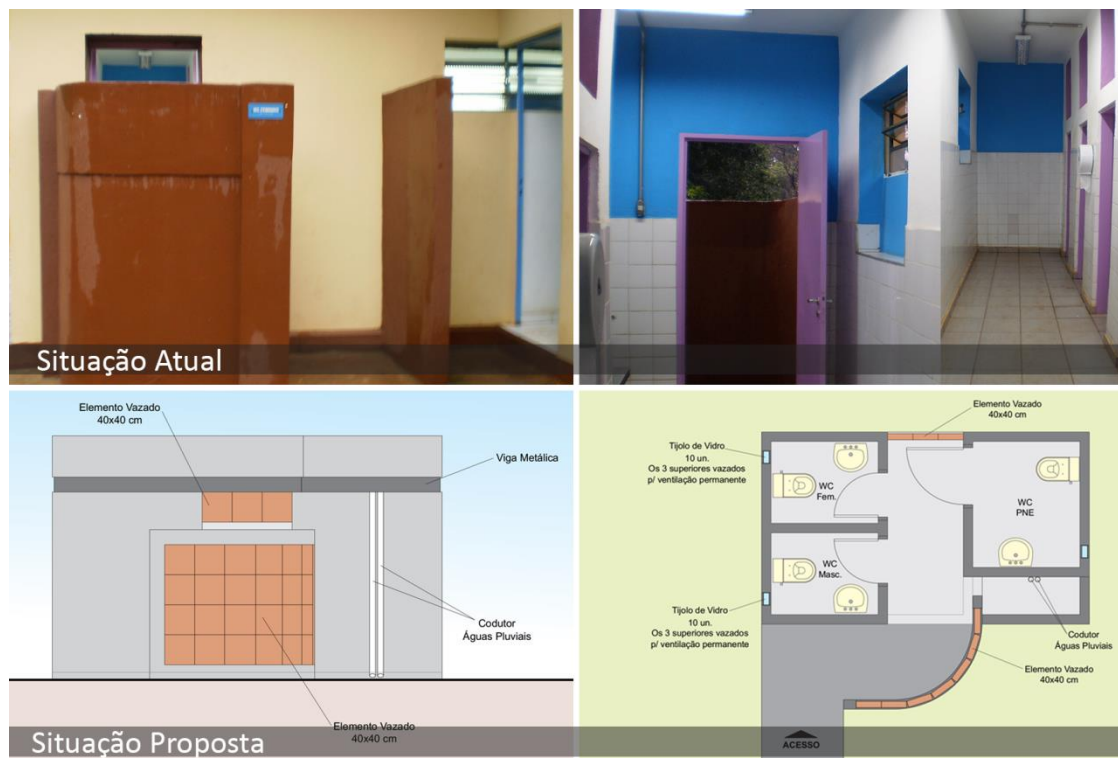 Situação Atual
Elemento Vazado
40x40 cm
Viga Metálica
Codutor
Águas Pluviais
Elemento Vazado
40x40 cm
Situação Proposta
Elemento Vazado
40x40 cm
Tijolo de Vidro
10 un.
Os 3 superiores vazados
p/ ventilação permanente
WC
Fem.
WC
PNE
WC
Masc.
Tijolo de Vidro
10 un.
Os 3 superiores vazados
p/ ventilação permanente
Codutor
Águas Pluviais
Elemento Vazado
40x40 cm
ACESSO